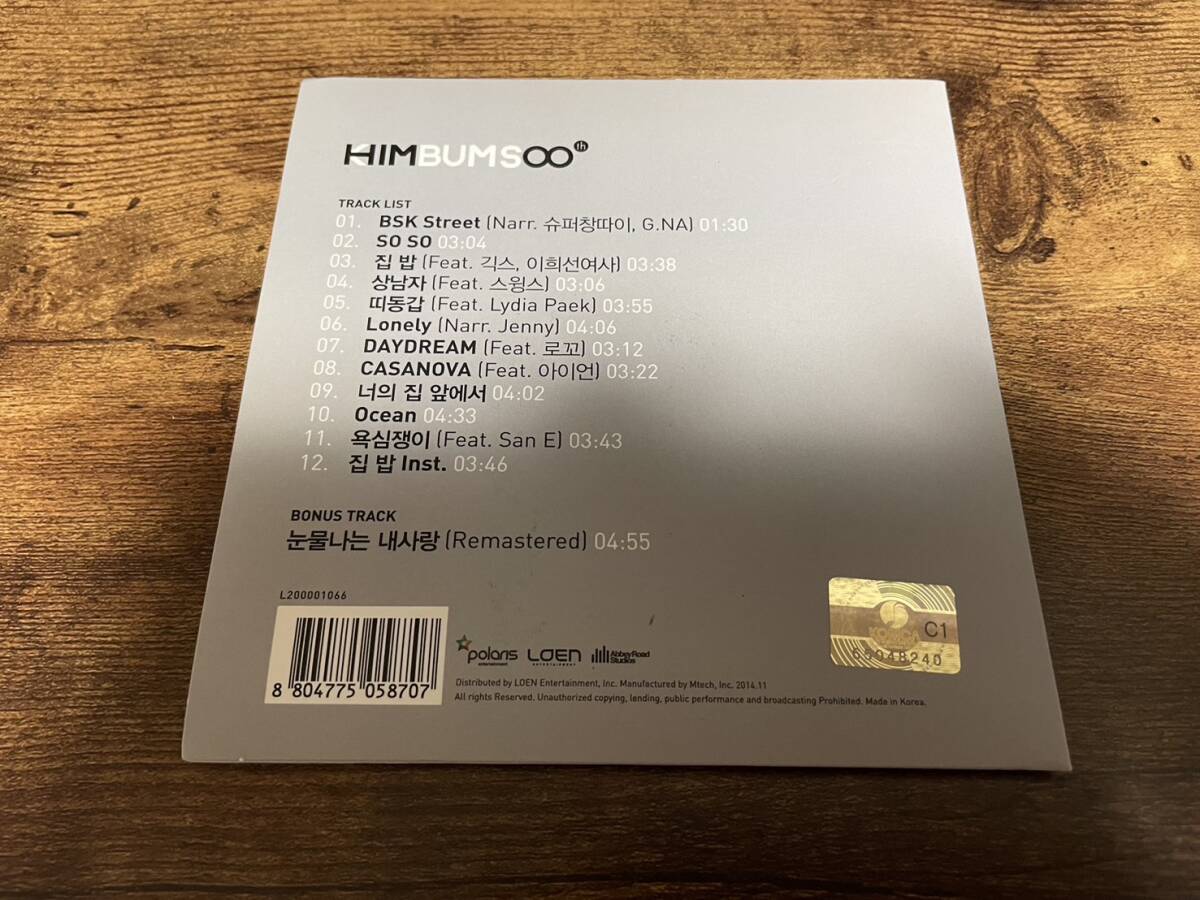 KHIMBUMSOO th
TRACK LIST
01. BSK Street (Narr. 슈퍼창따이, G.NA) 01:30
02. SO SO 03:04
03. 집 밥 (Feat. 긱스, 이희선여사) 03:38
04. 상남자 (Feat. 스윙스) 03:06
05. 띠동갑 (Feat. Lydia Paek) 03:55
06. Lonely (Narr. Jenny) 04:06
07. DAYDREAM (Feat. 로꼬) 03:12
08. CASANOVA (Feat. 아이언) 03:22
09. 너의 집 앞에서 04:02
10. Ocean 04:33
11. 욕심쟁이 (Feat. San E) 03:43
12. 집 밥 Inst. 03:46
BONUS TRACK
눈물나는 내사랑 (Remastered) 04:55
L200001066
8 804775 058707
polaris entertainment LOEN ENTERTAINMENT Abbey Road Studios
KOMCA C1
65048240
Distributed by LOEN Entertainment, Inc. Manufactured by Mtech, Inc. 2014.11
All rights Reserved. Unauthorized copying, lending, public performance and broadcasting Prohibited. Made in Korea.